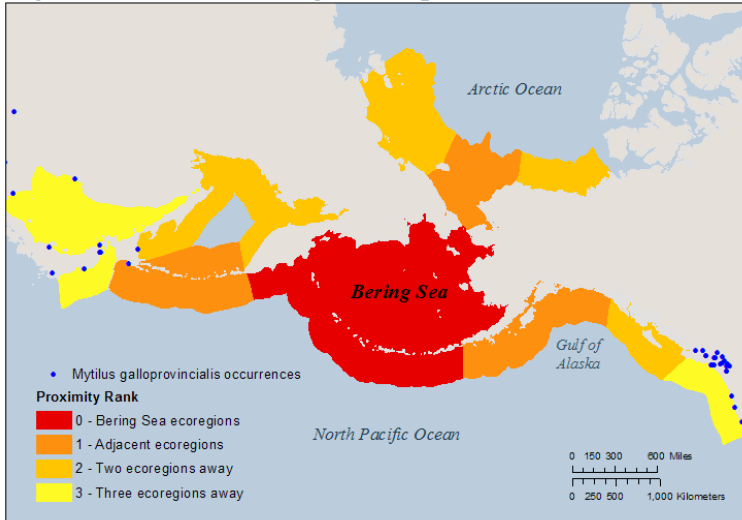 Arctic Ocean
Bering Sea
Gulf of
Alaska
Mytilus galloprovincialis occurrences
Proximity Rank
0 - Bering Sea ecoregions
1 - Adjacent ecoregions
2 - Two ecoregions away
3 - Three ecoregions away
North Pacific Ocean
0 150 300 600 Miles
0 250 500 1,000 Kilometers